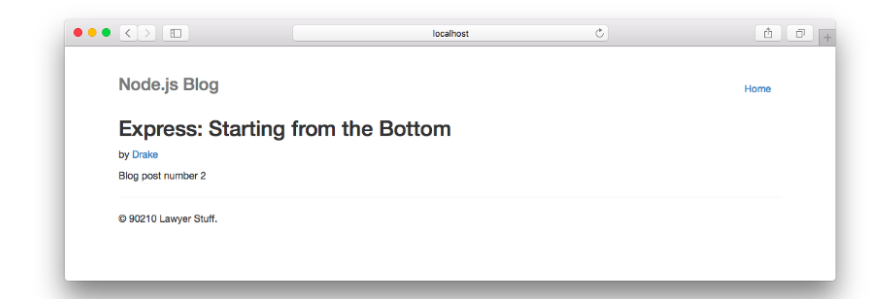 localhost
Node.js Blog
Home
Express: Starting from the Bottom
by Drake
Blog post number 2
© 90210 Lawyer Stuff.